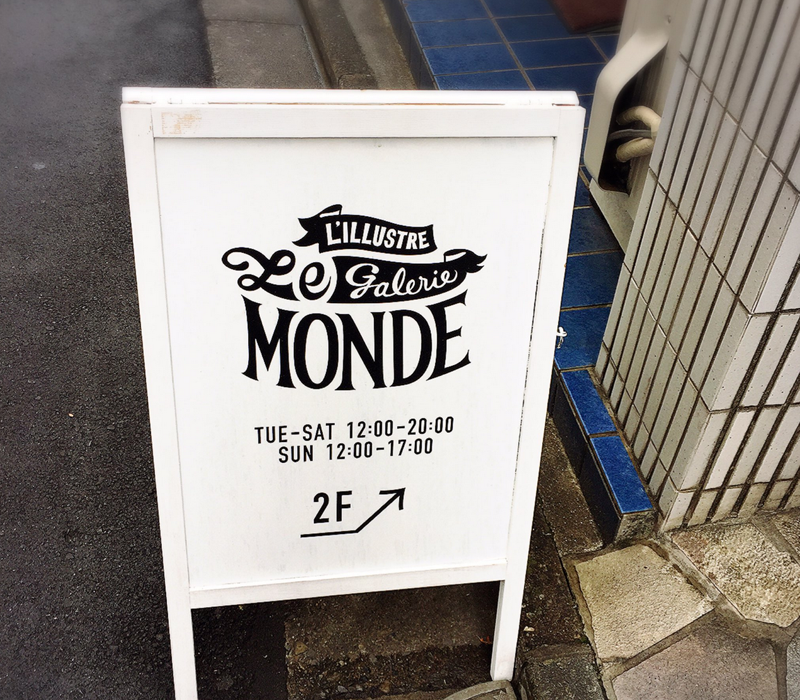 L'ILLUSTRE
Le Galerie
MONDE
TUE-SAT 12:00-20:00
SUN 12:00-17:00
2F